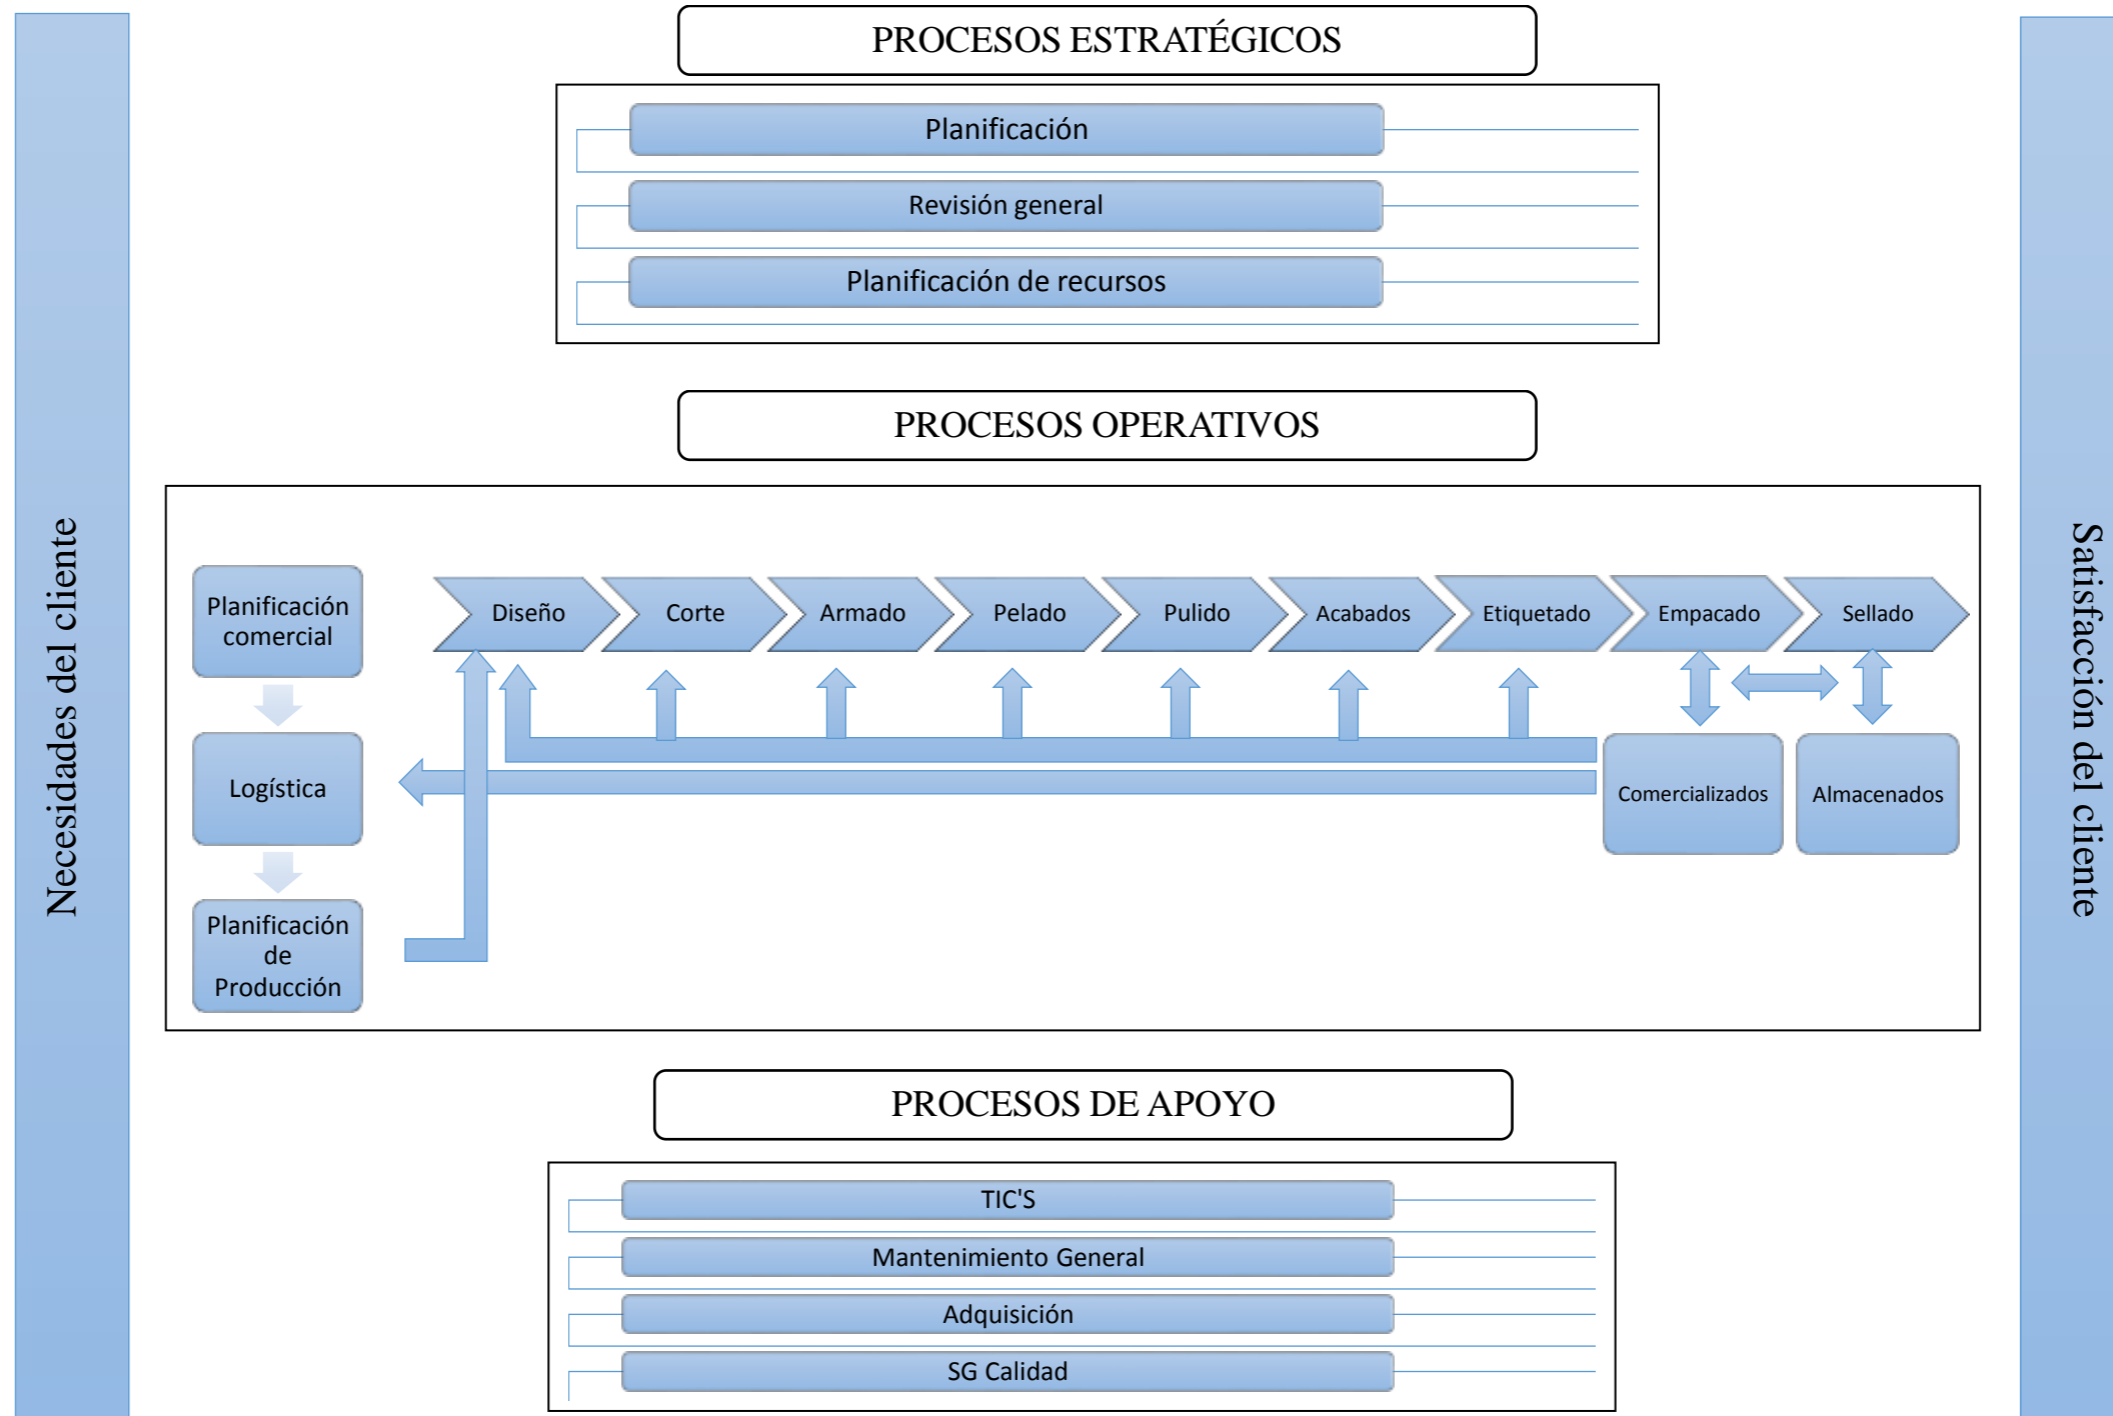 PROCESOS ESTRATÉGICOS
Planificación
Revisión general
Planificación de recursos
PROCESOS OPERATIVOS
Necesidades del cliente
Planificación
comercial
Logística
Planificación
de
Producción
Diseño
Corte
Armado
Pelado
Pulido
Acabados
Etiquetado
Empacado
Sellado
Comercializados
Almacenados
Satisfacción del cliente
PROCESOS DE APOYO
TIC'S
Mantenimiento General
Adquisición
SG Calidad